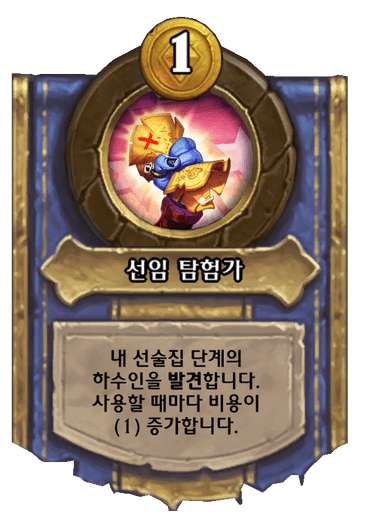 1
선임 탐험가
내 선술집 단계의
하수인을 발견합니다.
사용할 때마다 비용이
(1) 증가합니다.